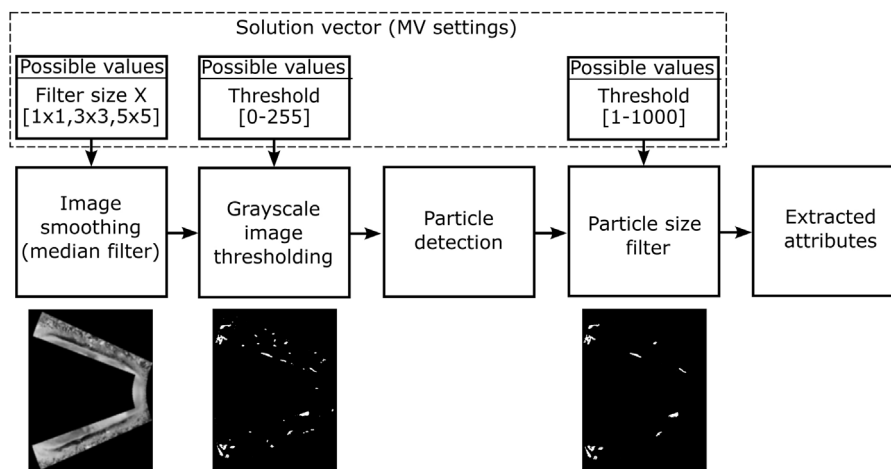 Solution vector (MV settings)
Possible values
Filter size X
[1x1,3x3,5x5]
Possible values
Threshold
[0-255]
Possible values
Threshold
[1-1000]
Image
smoothing
(median filter)
Grayscale
image
thresholding
Particle
detection
Particle size
filter
Extracted
attributes